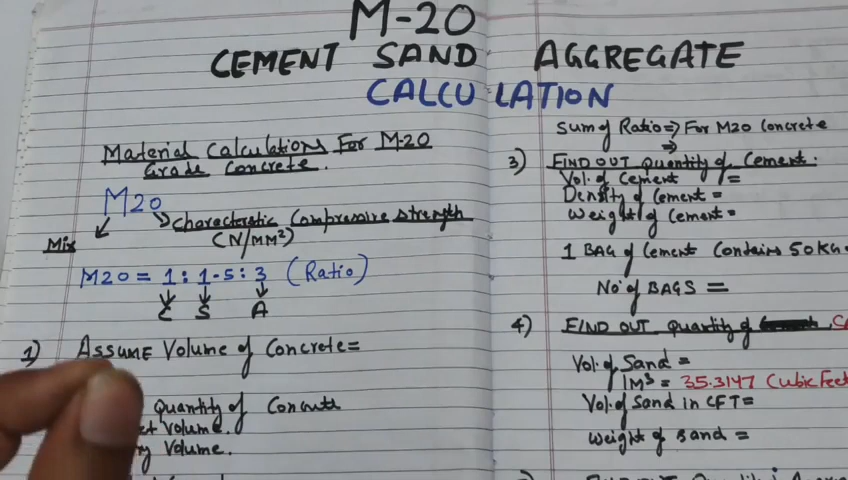 M-20
CEMENT SAND AGGREGATE
CALCULATION
Material Calculations For M-20
Grade Concrete.
M20
Characteristic Compressive Strength
(N/MM²)
Mix
M20 = 1 : 1.5 : 3 (Ratio)
C S A
1) ASSUME Volume of Concrete =
quantity of Concrete
Volume.
Volume.
Sum of Ratio => For M20 Concrete
=>
3) FIND OUT quantity of Cement.
Vol. of Cement =
Density of Cement =
Weight of Cement =
1 BAG of Cement Contains 50KG
No. of BAGS =
4) FIND OUT quantity of
Vol. of Sand =
1M³ = 35.3147 Cubic Feet
Vol. of Sand in CFT =
Weight of Sand =